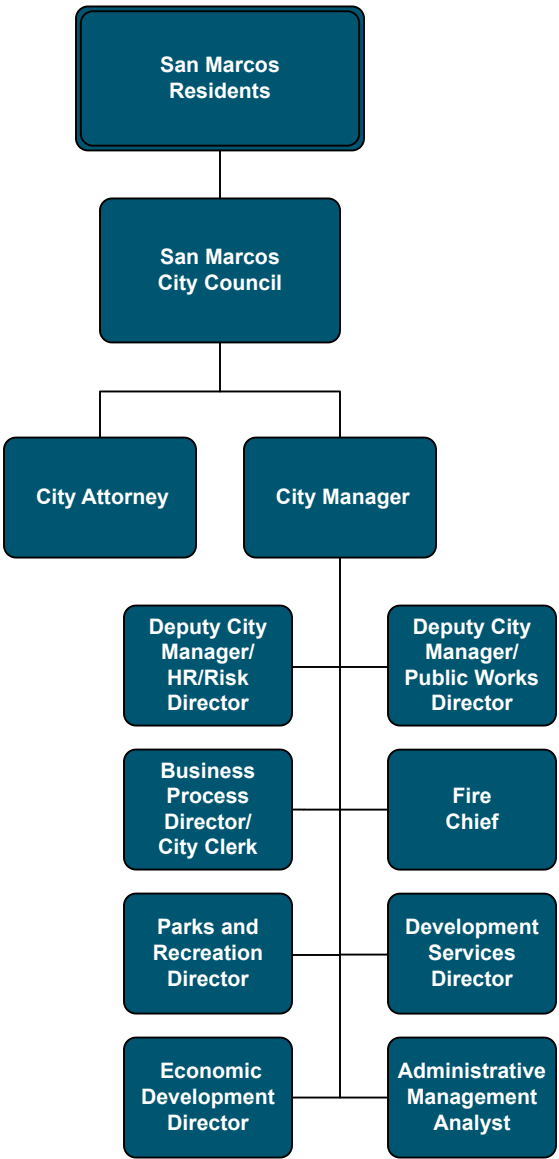 San Marcos
Residents
San Marcos
City Council
City Attorney
City Manager
Deputy City
Manager/
HR/Risk
Director
Deputy City
Manager/
Public Works
Director
Business
Process
Director/
City Clerk
Fire
Chief
Parks and
Recreation
Director
Development
Services
Director
Economic
Development
Director
Administrative
Management
Analyst